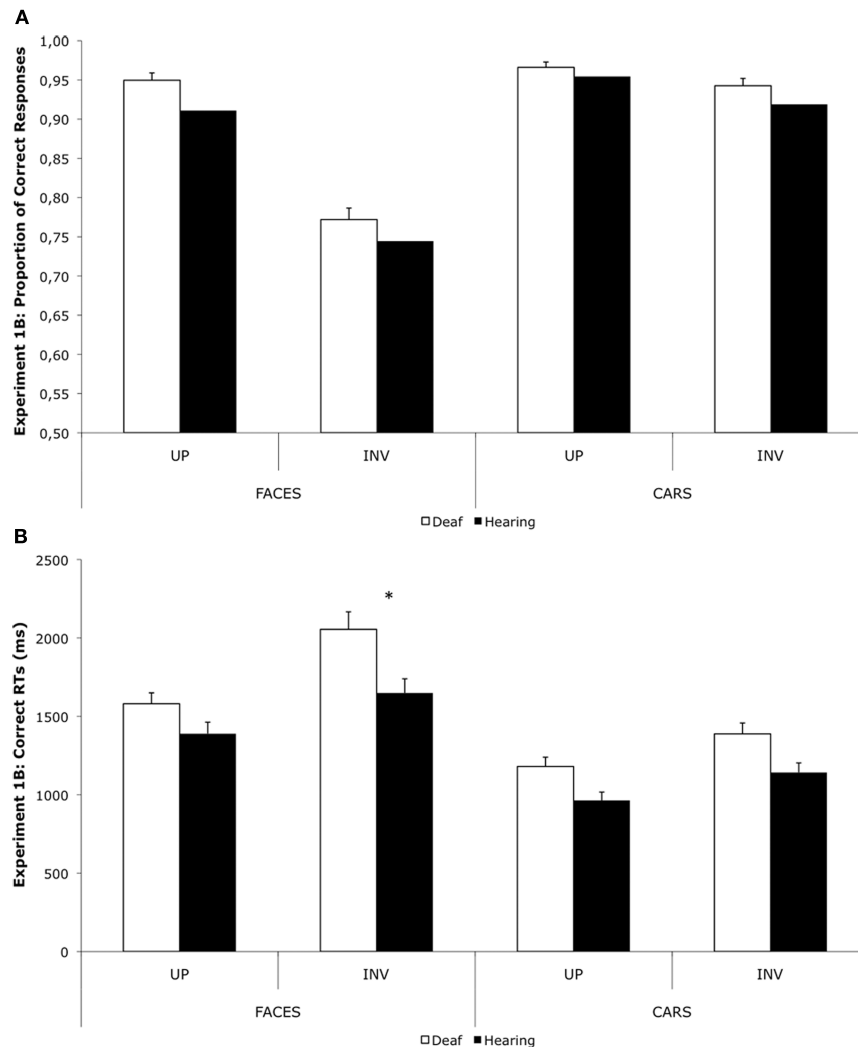 A
Experiment 1B: Proportion of Correct Responses
1,00
0,95
0,90
0,85
0,80
0,75
0,70
0,65
0,60
0,55
0,50
UP INV UP INV
FACES CARS
Deaf Hearing
B
Experiment 1B: Correct RTs (ms)
2500
2000
1500
1000
500
0
*
UP INV UP INV
FACES CARS
Deaf Hearing